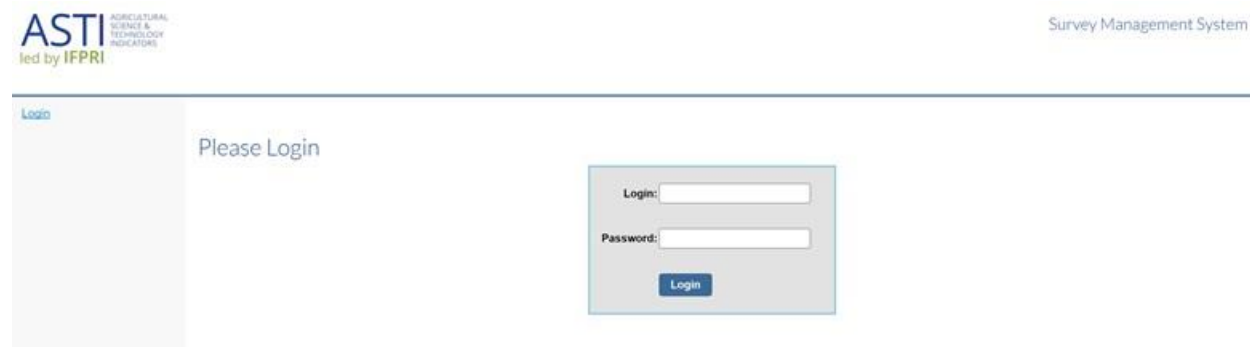 ASTI
AGRICULTURAL
SCIENCE &
TECHNOLOGY
INDICATORS
led by IFPRI
Survey Management System
Login
Please Login
Login:
Password:
Login